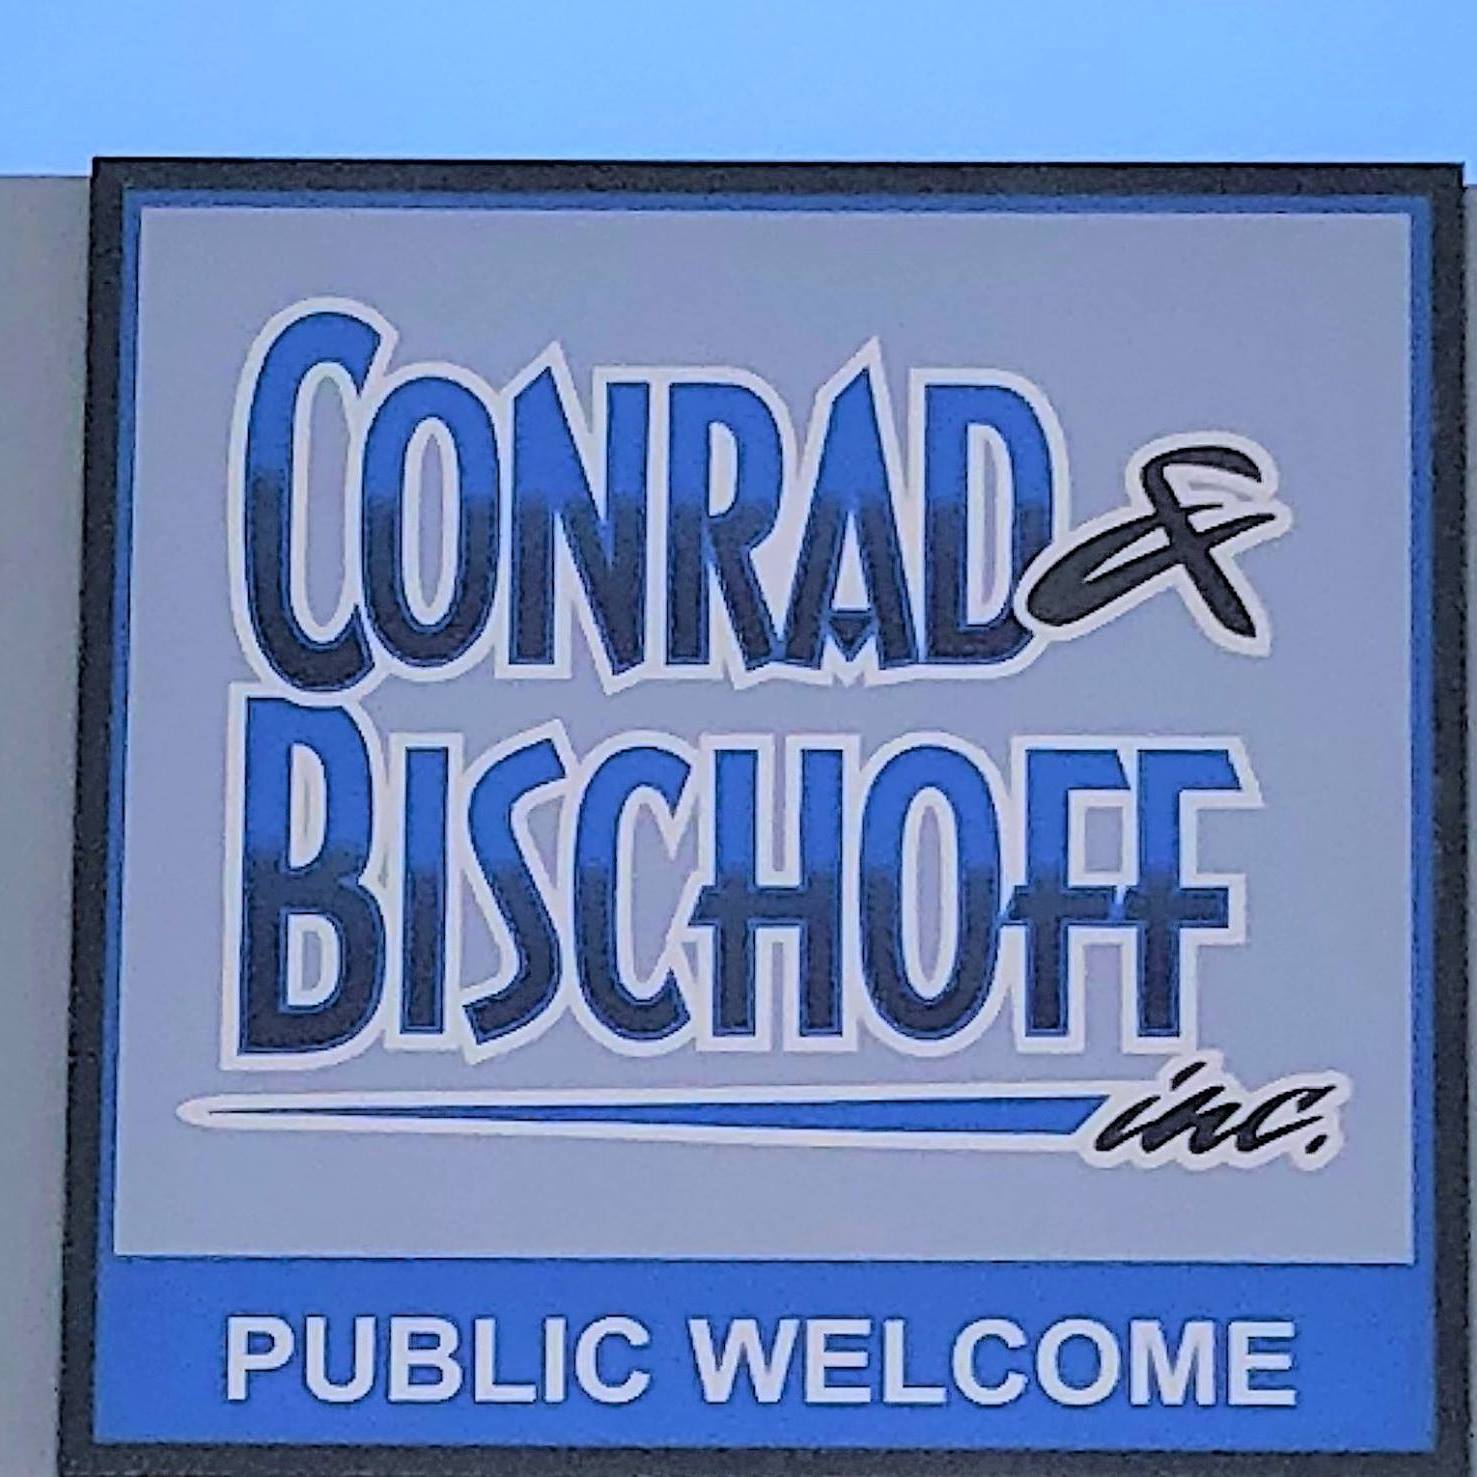 CONRAD &
BISCHOFF
inc.
PUBLIC WELCOME